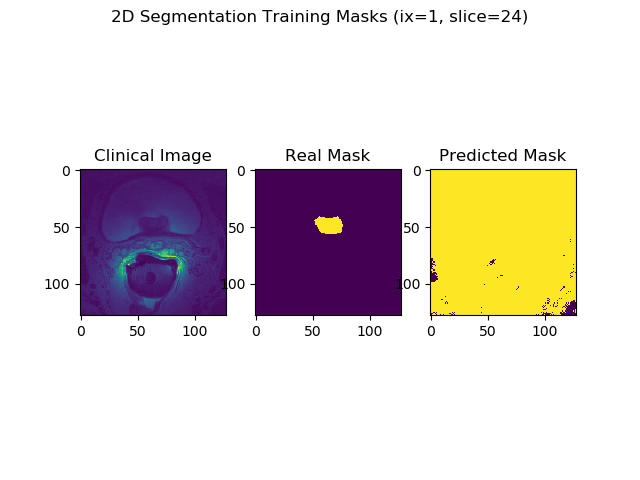 2D Segmentation Training Masks (ix=1, slice=24)
Clinical Image Real Mask Predicted Mask
0 0 0
50 50 50
100 100 100
0 50 100 0 50 100 0 50 100